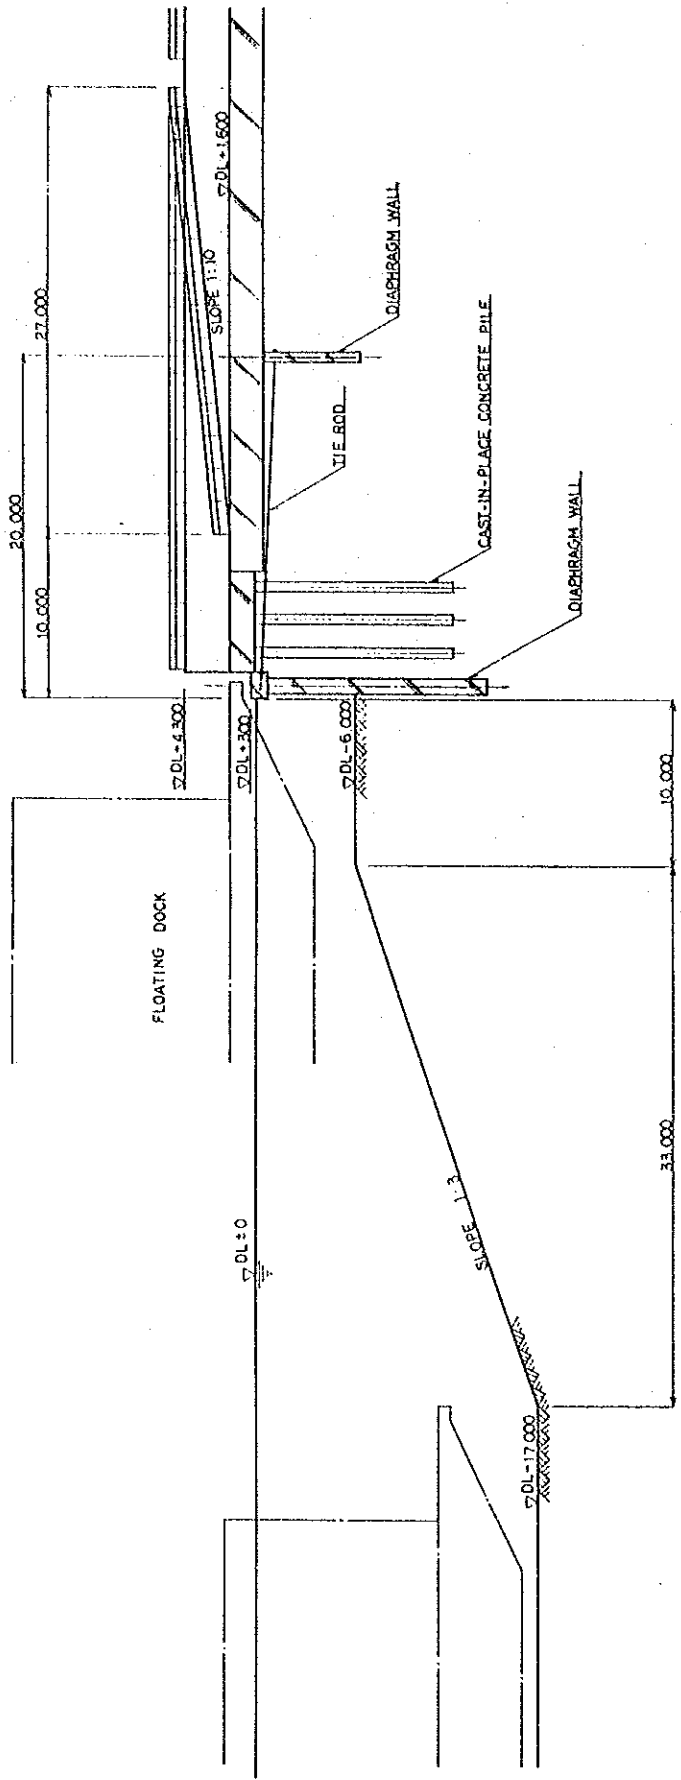 20.000
10.000
27.000
FLOATING DOCK
▽DL+4.300
SLOPE 1:10
▽DL+1.600
▽DL±0
▽DL+300
TIE ROD
▽DL-6.000
DIAPHRAGM WALL
SLOPE 1:3
CAST-IN-PLACE CONCRETE PILE
▽DL-17.000
DIAPHRAGM WALL
33.000
10.000